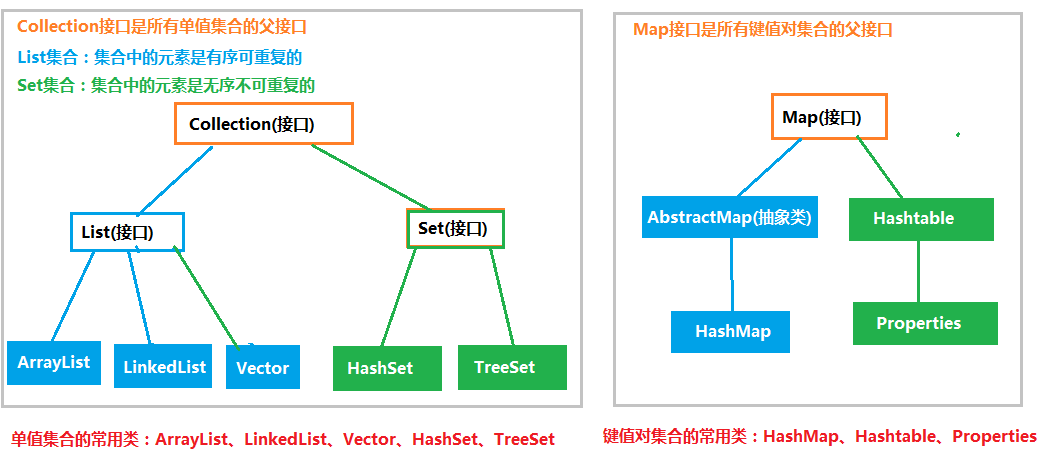 Collection接口是所有单值集合的父接口
List集合：集合中的元素是有序可重复的
Set集合：集合中的元素是无序不可重复的
Collection(接口)
List(接口)
Set(接口)
ArrayList
LinkedList
Vector
HashSet
TreeSet
单值集合的常用类：ArrayList、LinkedList、Vector、HashSet、TreeSet
Map接口是所有键值对集合的父接口
Map(接口)
AbstractMap(抽象类)
Hashtable
HashMap
Properties
键值对集合的常用类：HashMap、Hashtable、Properties